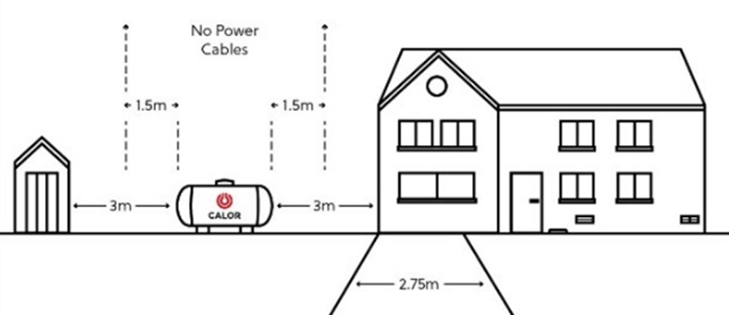 No Power
Cables
1.5m
1.5m
3m
3m
CALOR
2.75m